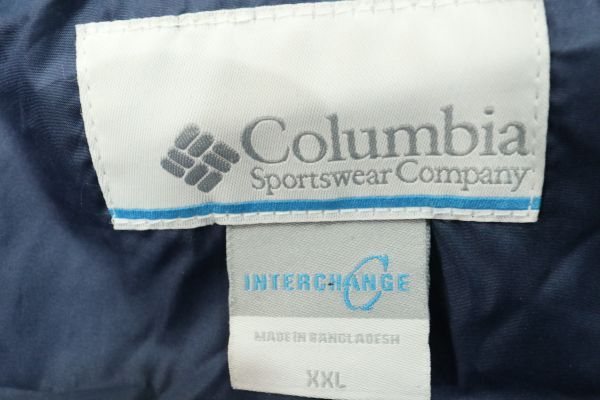 Columbia
Sportswear Company
INTERCHANGE
MADE IN BANGLADESH
XXL